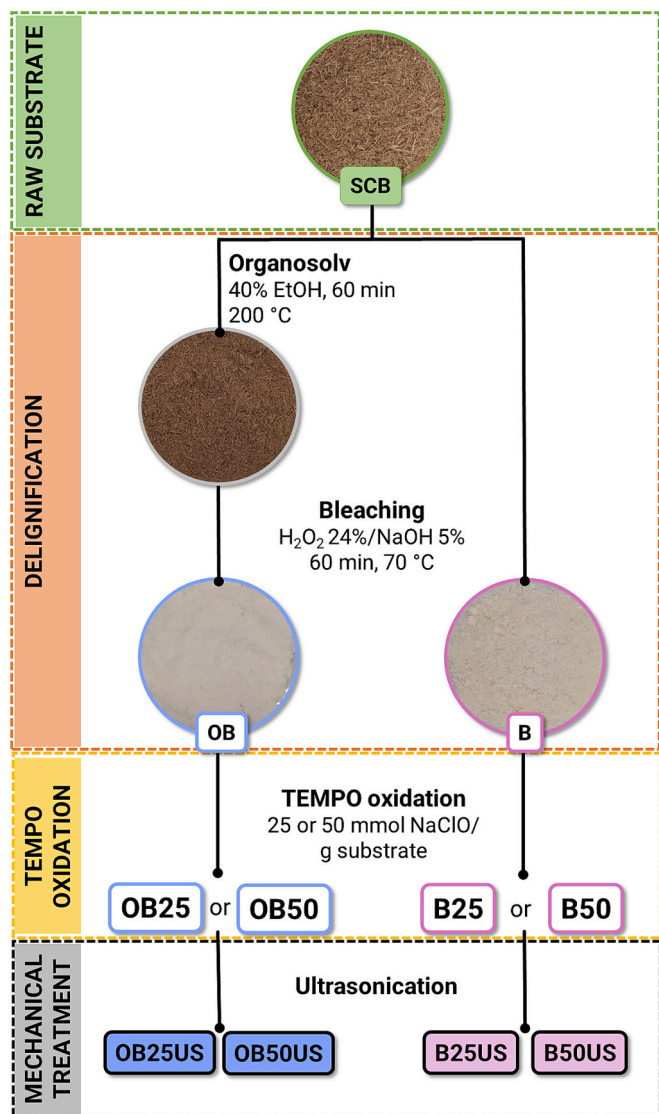 RAW SUBSTRATE
SCB
DELIGNIFICATION
Organosolv
40% EtOH, 60 min
200 °C
Bleaching
H₂O₂ 24%/NaOH 5%
60 min, 70 °C
OB
B
TEMPO
OXIDATION
TEMPO oxidation
25 or 50 mmol NaClO/
g substrate
OB25 or OB50
B25 or B50
MECHANICAL
TREATMENT
Ultrasonication
OB25US OB50US
B25US B50US